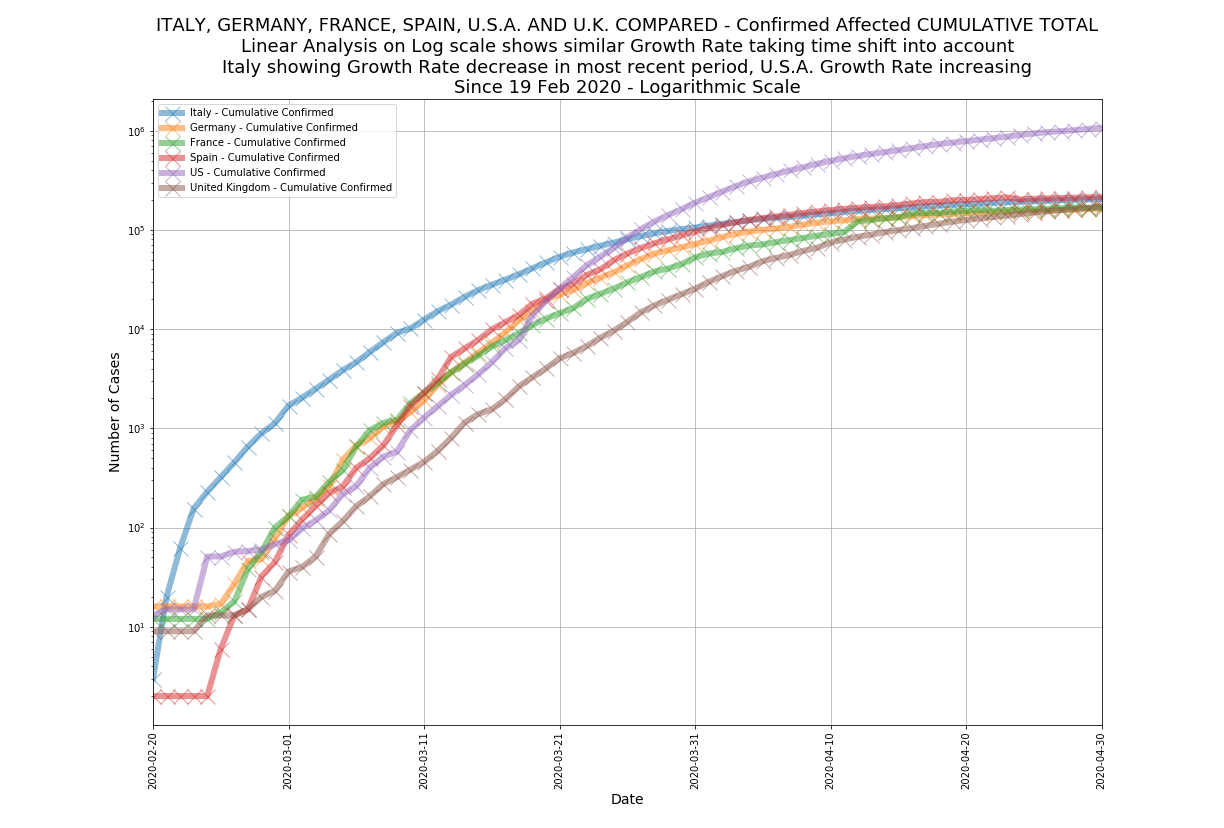 ITALY, GERMANY, FRANCE, SPAIN, U.S.A. AND U.K. COMPARED - Confirmed Affected CUMULATIVE TOTAL
Linear Analysis on Log scale shows similar Growth Rate taking time shift into account
Italy showing Growth Rate decrease in most recent period, U.S.A. Growth Rate increasing
Since 19 Feb 2020 - Logarithmic Scale
Italy - Cumulative Confirmed
Germany - Cumulative Confirmed
France - Cumulative Confirmed
Spain - Cumulative Confirmed
US - Cumulative Confirmed
United Kingdom - Cumulative Confirmed
Number of Cases
10⁶
10⁵
10⁴
10³
10²
10¹
2020-02-20
2020-03-01
2020-03-11
2020-03-21
2020-03-31
2020-04-10
2020-04-20
2020-04-30
Date